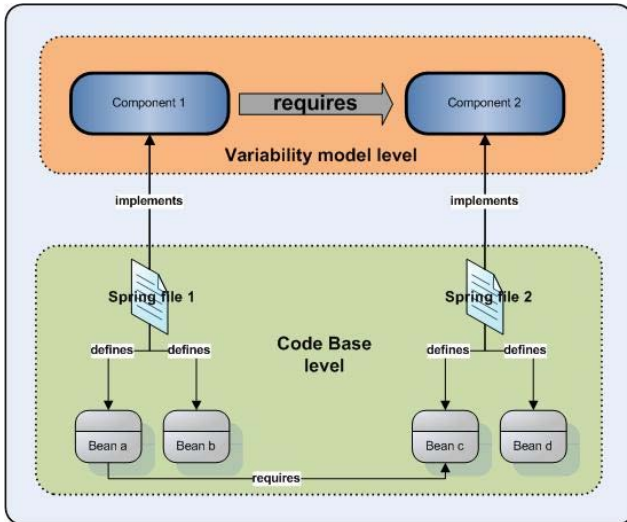 Component 1
requires
Component 2
Variability model level
implements
implements
Spring file 1
Spring file 2
Code Base
level
defines
defines
defines
defines
Bean a
Bean b
Bean c
Bean d
requires